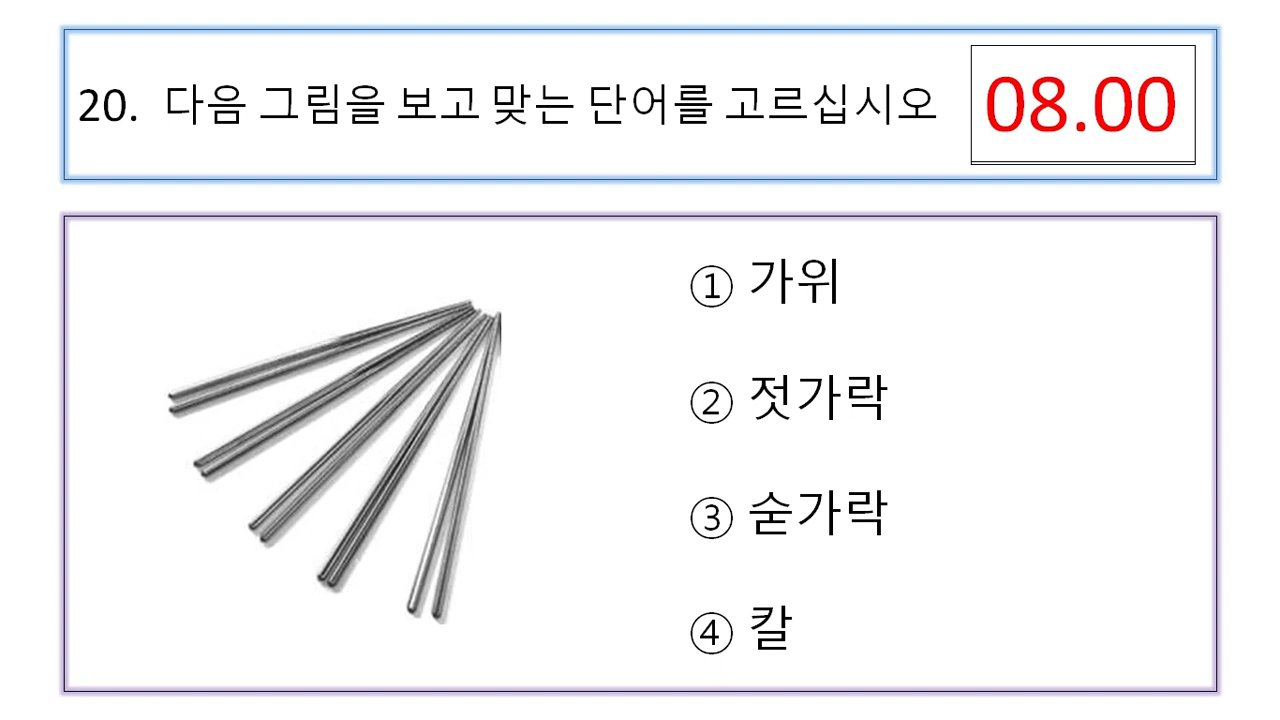 20. 다음 그림을 보고 맞는 단어를 고르십시오
08.00
① 가위
② 젓가락
③ 숟가락
④ 칼